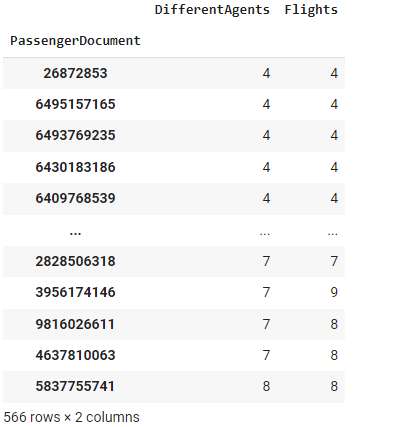 DifferentAgents Flights
PassengerDocument
26872853 4 4
6495157165 4 4
6493769235 4 4
6430183186 4 4
6409768539 4 4
... ... ...
2828506318 7 7
3956174146 7 9
9816026611 7 8
4637810063 7 8
5837755741 8 8
566 rows × 2 columns